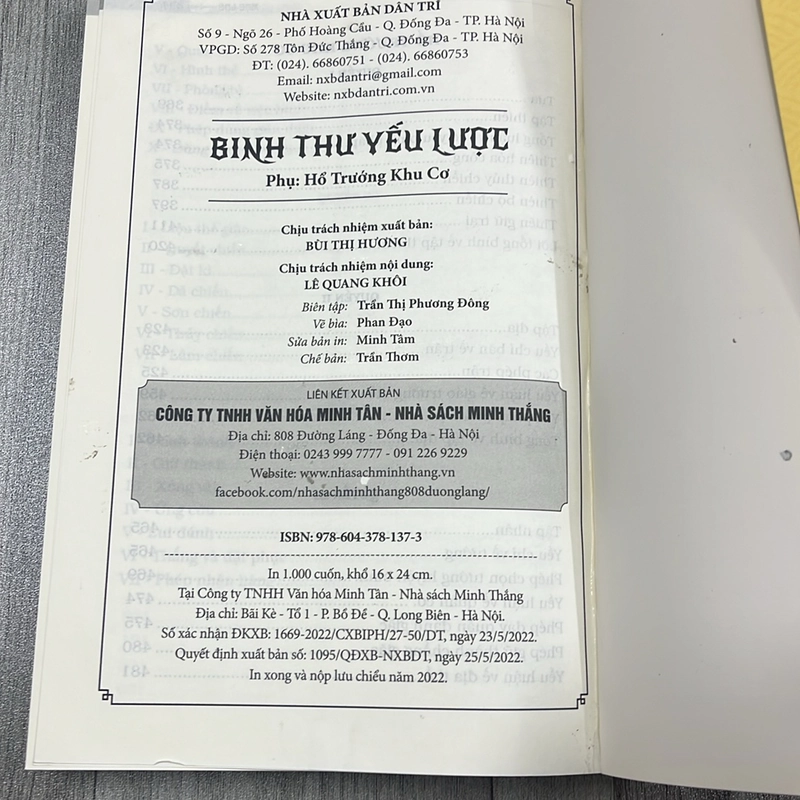 NHÀ XUẤT BẢN DÂN TRÍ
Số 9 - Ngõ 26 - Phố Hoàng Cầu - Q. Đống Đa - TP. Hà Nội
VPGD: Số 278 Tôn Đức Thắng - Q. Đống Đa - TP. Hà Nội
ĐT: (024). 66860751 - (024). 66860753
Email: nxbdantri@gmail.com
Website: nxbdantri.com.vn
BINH THƯ YẾU LƯỢC
Phụ: Hổ Trướng Khu Cơ
Chịu trách nhiệm xuất bản:
BÙI THỊ HƯƠNG
Chịu trách nhiệm nội dung:
LÊ QUANG KHÔI
Biên tập: Trần Thị Phương Đông
Vẽ bìa: Phan Đạo
Sửa bản in: Minh Tâm
Chế bản: Trần Thơm
LIÊN KẾT XUẤT BẢN
CÔNG TY TNHH VĂN HÓA MINH TÂN - NHÀ SÁCH MINH THẮNG
Địa chỉ: 808 Đường Láng - Đống Đa - Hà Nội
Điện thoại: 0243 999 7777 - 091 226 9229
Website: www.nhasachminhthang.vn
facebook.com/nhasachminhthang808duonglang/
ISBN: 978-604-378-137-3
In 1.000 cuốn, khổ 16 x 24 cm.
Tại Công ty TNHH Văn hóa Minh Tân - Nhà sách Minh Thắng
Địa chỉ: Bãi Kè - Tổ 1 - P. Bồ Đề - Q. Long Biên - Hà Nội.
Số xác nhận ĐKXB: 1669-2022/CXBIPH/27-50/DT, ngày 23/5/2022.
Quyết định xuất bản số: 1095/QĐXB-NXBDT, ngày 25/5/2022.
In xong và nộp lưu chiểu năm 2022.